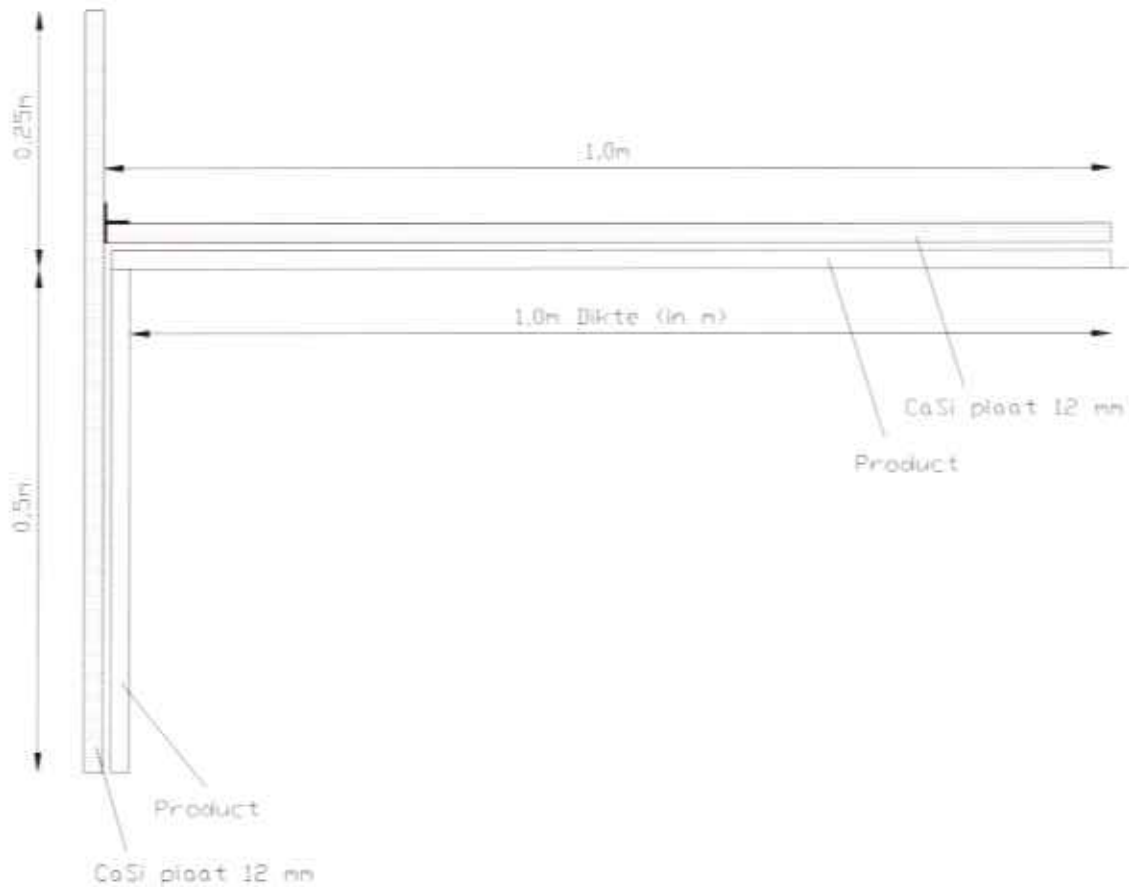 0,25m
1,0m
1,0m Dikte (in m)
CaSi plaat 12 mm
Product
0,5m
Product
CaSi plaat 12 mm